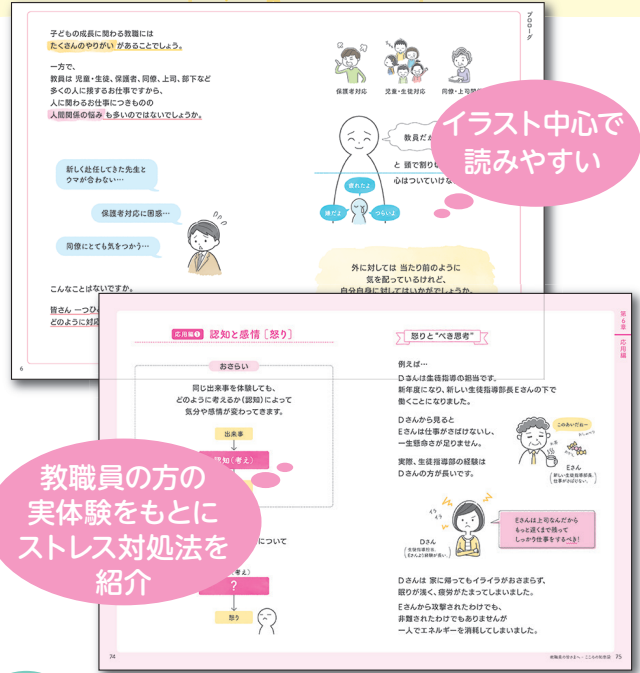 プロローグ
子どもの成長に関わる教職には
たくさんのやりがい があることでしょう。
一方で、
教員は 児童・生徒、保護者、同僚、上司、部下など
多くの人に接するお仕事ですから、
人に関わるお仕事につきものの
人間関係の悩み も多いのではないでしょうか。
新しく赴任してきた先生と
ウマが合わない…
保護者対応に困惑…
同僚にとても気をつかう…
こんなことはないですか。
皆さん 一つひ
どのように対応
6
保護者対応
児童・生徒対応
同僚・上司関
教員だか
と 頭で割り切
心はついていけな
疲れたよ
嫌だよ
つらいよ
外に対しては 当たり前のように
気を配っているけれど、
自分自身に対してはいかがでしょうか。
イラスト中心で
読みやすい
応用編❶ 認知と感情［怒り］
おさらい
同じ出来事を体験しても、
どのように考えるか(認知)によって
気分や感情が変わってきます。
出来事
認知(考え)
について
考え)
？
怒り
74
教職員の方の
実体験をもとに
ストレス対処法を
紹介
第6章 応用編
怒りと“べき思考”
例えば…
Dさんは生徒指導の担当です。
新年度になり、新しい生徒指導部長Eさんの下で
働くことになりました。
Dさんから見ると
Eさんは仕事がさばけないし、
一生懸命さが足りません。
実際、生徒指導部の経験は
Dさんの方が長いです。
このあいだねー
Eさん
新しい生徒指導部長、
仕事がさばけない。
イライラ
Dさん
生徒指導担当。
Eさんより経験が長い。
Eさんは上司なんだから
もっと遅くまで残って
しっかり仕事をするべき！
Dさんは 家に帰ってもイライラがおさまらず、
眠りが浅く、疲労がたまってしまいました。
Eさんから攻撃されたわけでも、
非難されたわけでもありませんが
一人でエネルギーを消耗してしまいました。
75